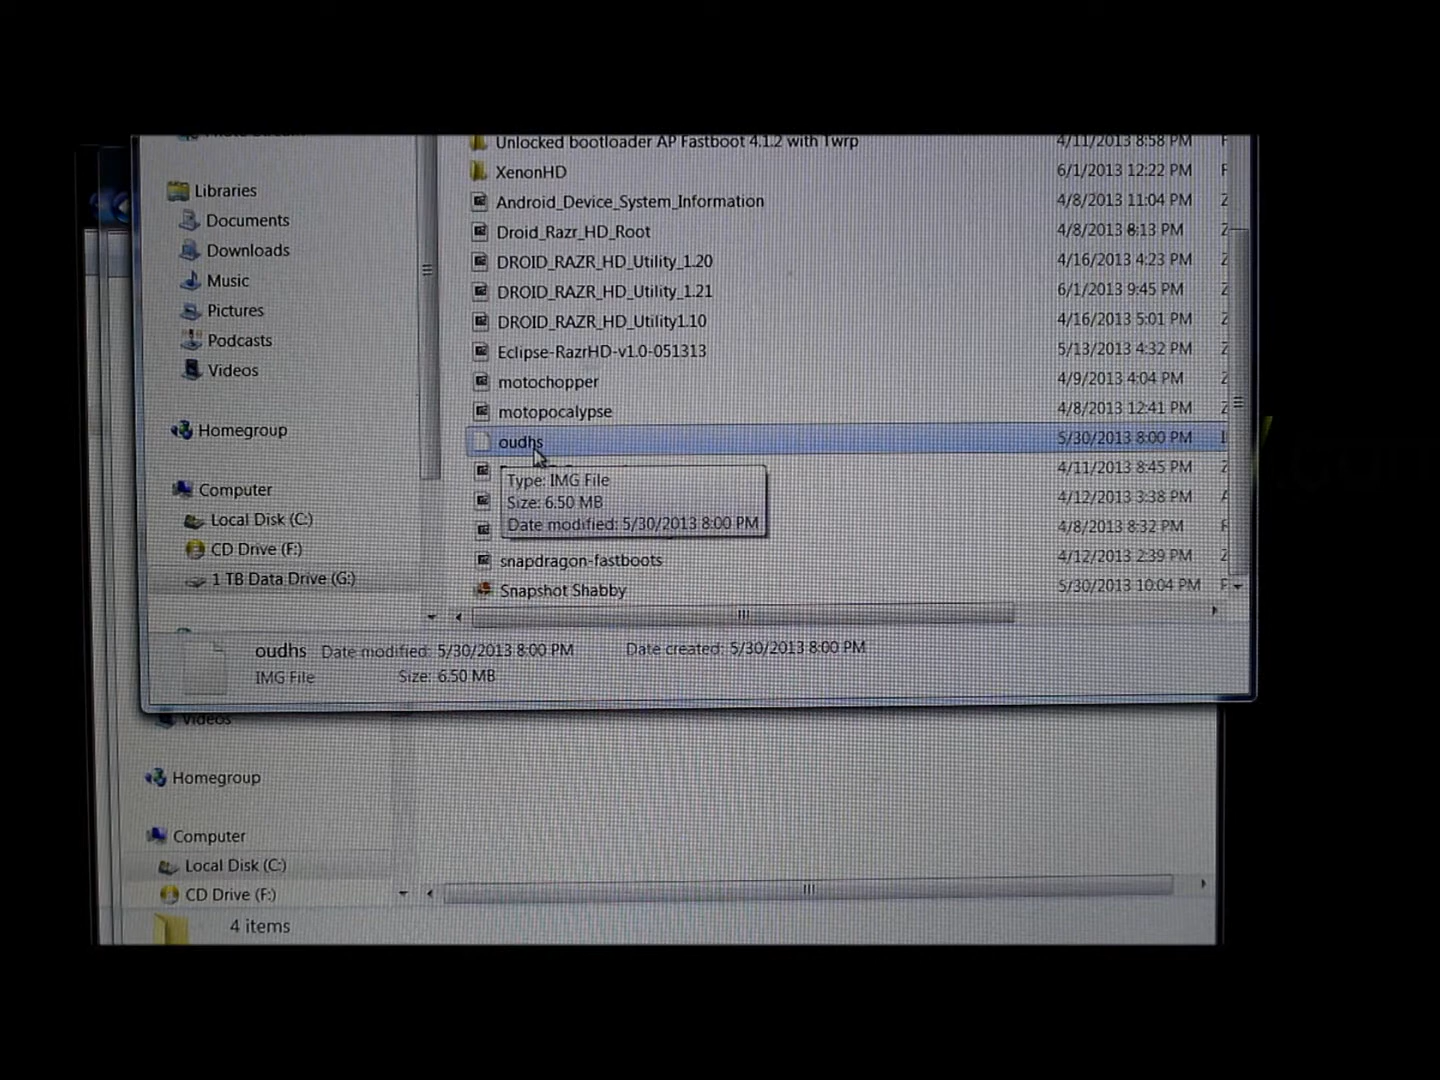 Unlocked bootloader AP Fastboot 4.1.2 with Twrp 4/11/2013 8:58 PM F
XenonHD 6/1/2013 12:22 PM F
Android_Device_System_Information 4/8/2013 11:04 PM Z
Droid_Razr_HD_Root 4/8/2013 8:13 PM Z
DROID_RAZR_HD_Utility_1.20 4/16/2013 4:23 PM Z
DROID_RAZR_HD_Utility_1.21 6/1/2013 9:45 PM Z
DROID_RAZR_HD_Utility1.10 4/16/2013 5:01 PM Z
Eclipse-RazrHD-v1.0-051313 5/13/2013 4:32 PM Z
motochopper 4/9/2013 4:04 PM Z
motopocalypse 4/8/2013 12:41 PM Z
oudhs 5/30/2013 8:00 PM I
4/11/2013 8:45 PM Z
4/12/2013 3:38 PM A
4/8/2013 8:32 PM F
snapdragon-fastboots 4/12/2013 2:39 PM Z
Snapshot Shabby 5/30/2013 10:04 PM F
Type: IMG File
Size: 6.50 MB
Date modified: 5/30/2013 8:00 PM
Libraries
Documents
Downloads
Music
Pictures
Podcasts
Videos
Homegroup
Computer
Local Disk (C:)
CD Drive (F:)
1 TB Data Drive (G:)
oudhs Date modified: 5/30/2013 8:00 PM Date created: 5/30/2013 8:00 PM
IMG File Size: 6.50 MB
Videos
Homegroup
Computer
Local Disk (C:)
CD Drive (F:)
4 items